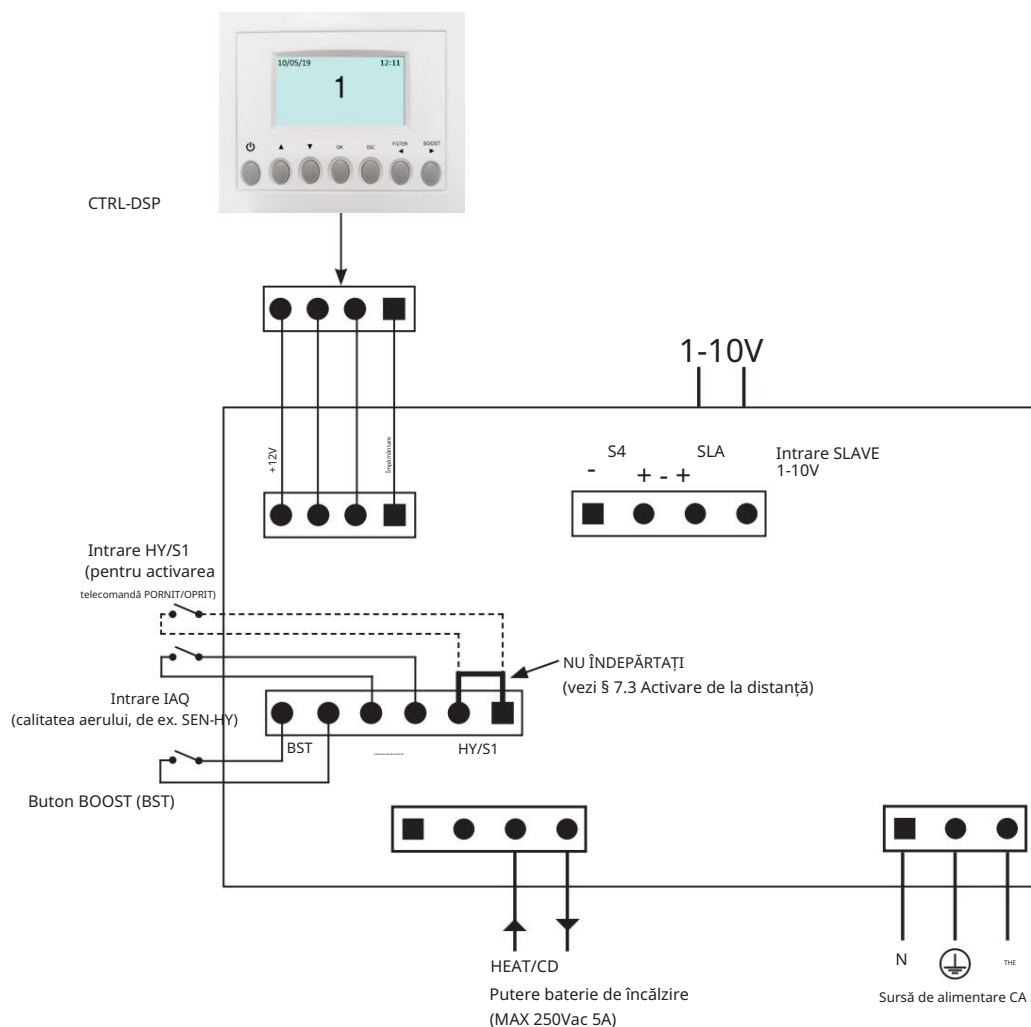 10/05/19 12:11
1
OK ESC FILTER BOOST
CTRL-DSP
1-10V
+12V
Împământare
S4 SLA
- + - +
Intrare SLAVE
1-10V
Intrare HY/S1
(pentru activarea
telecomandă PORNIT/OPRIT)
NU ÎNDEPĂRTAȚI
(vezi § 7.3 Activare de la distanță)
Intrare IAQ
(calitatea aerului, de ex. SEN-HY)
BST HY/S1
Buton BOOST (BST)
HEAT/CD
Putere baterie de încălzire
(MAX 250Vac 5A)
N THE
Sursă de alimentare CA